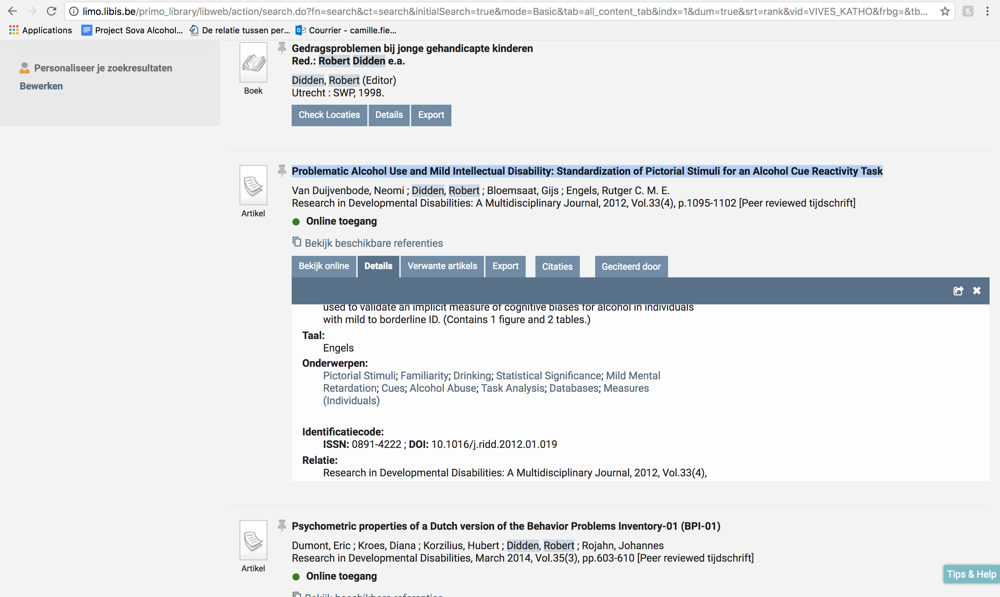 limo.libis.be/primo_library/libweb/action/search.do?fn=search&ct=search&initialSearch=true&mode=Basic&tab=all_content_tab&indx=1&dum=true&srt=rank&vid=VIVES_KATHO&frbg=&tb...
Applications Project Sova Alcohol... De relatie tussen per... Courrier - camille.fie...
Personaliseer je zoekresultaten
Bewerken
Boek
Gedragsproblemen bij jonge gehandicapte kinderen
Red.: Robert Didden e.a.
Didden, Robert (Editor)
Utrecht : SWP, 1998.
Check Locaties Details Export
Artikel
Problematic Alcohol Use and Mild Intellectual Disability: Standardization of Pictorial Stimuli for an Alcohol Cue Reactivity Task
Van Duijvenbode, Neomi ; Didden, Robert ; Bloemsaat, Gijs ; Engels, Rutger C. M. E.
Research in Developmental Disabilities: A Multidisciplinary Journal, 2012, Vol.33(4), p.1095-1102 [Peer reviewed tijdschrift]
Online toegang
Bekijk beschikbare referenties
Bekijk online Details Verwante artikels Export Citaties Geciteerd door
used to validate an implicit measure of cognitive biases for alcohol in individuals
with mild to borderline ID. (Contains 1 figure and 2 tables.)
Taal:
Engels
Onderwerpen:
Pictorial Stimuli; Familiarity; Drinking; Statistical Significance; Mild Mental
Retardation; Cues; Alcohol Abuse; Task Analysis; Databases; Measures
(Individuals)
Identificatiecode:
ISSN: 0891-4222 ; DOI: 10.1016/j.ridd.2012.01.019
Relatie:
Research in Developmental Disabilities: A Multidisciplinary Journal, 2012, Vol.33(4),
Artikel
Psychometric properties of a Dutch version of the Behavior Problems Inventory-01 (BPI-01)
Dumont, Eric ; Kroes, Diana ; Korzilius, Hubert ; Didden, Robert ; Rojahn, Johannes
Research in Developmental Disabilities, March 2014, Vol.35(3), pp.603-610 [Peer reviewed tijdschrift]
Online toegang
Bekijk beschikbare referenties
Tips & Help